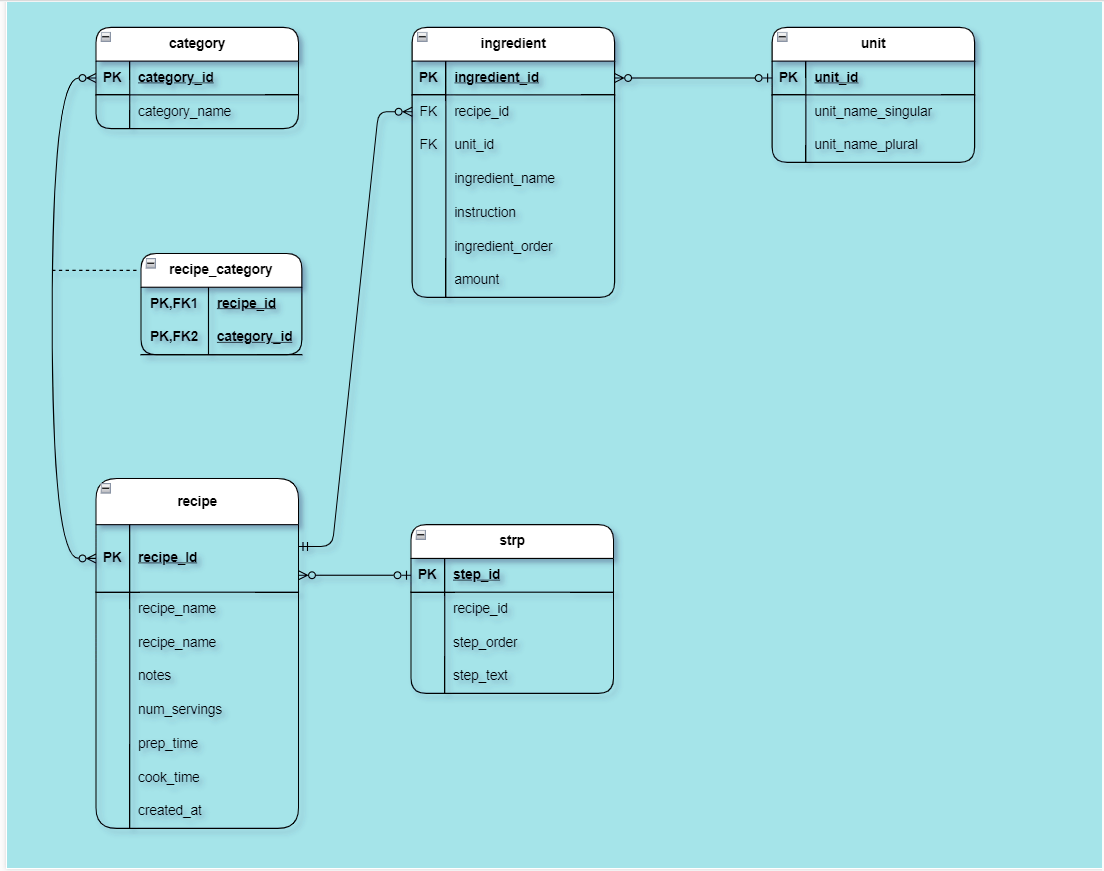 category
PK category_id
category_name
ingredient
PK ingredient_id
FK recipe_id
FK unit_id
ingredient_name
instruction
ingredient_order
amount
unit
PK unit_id
unit_name_singular
unit_name_plural
recipe_category
PK,FK1 recipe_id
PK,FK2 category_id
recipe
PK recipe_Id
recipe_name
recipe_name
notes
num_servings
prep_time
cook_time
created_at
strp
PK step_id
recipe_id
step_order
step_text